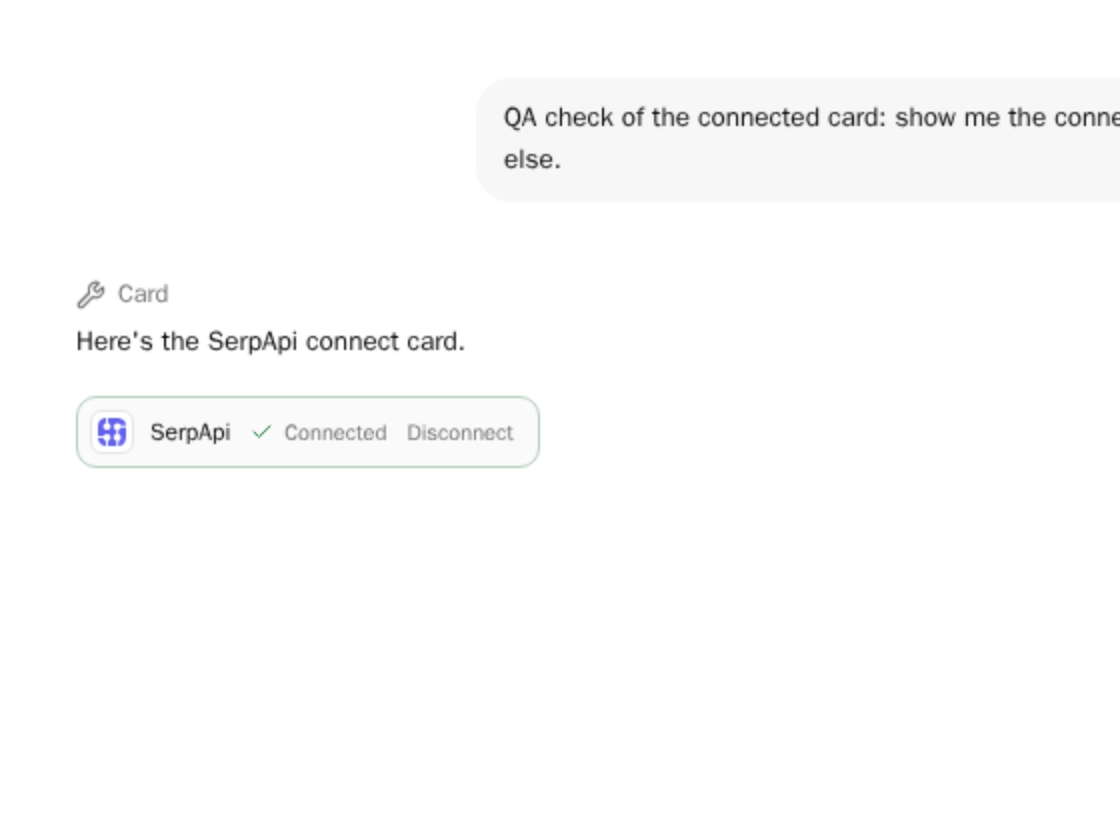 QA check of the connected card: show me the
else.
Card
Here's the SerpApi connect card.
SerpApi Connected Disconnect